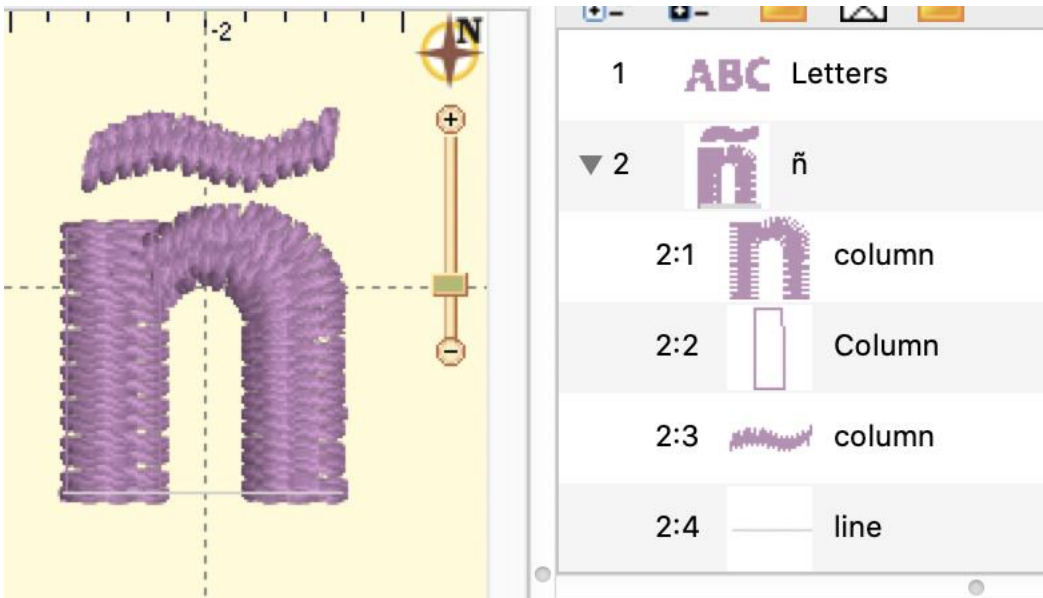 -2
N
1 ABC Letters
2 ñ ñ
2:1 n column
2:2 Column
2:3 column
2:4 line
ñ